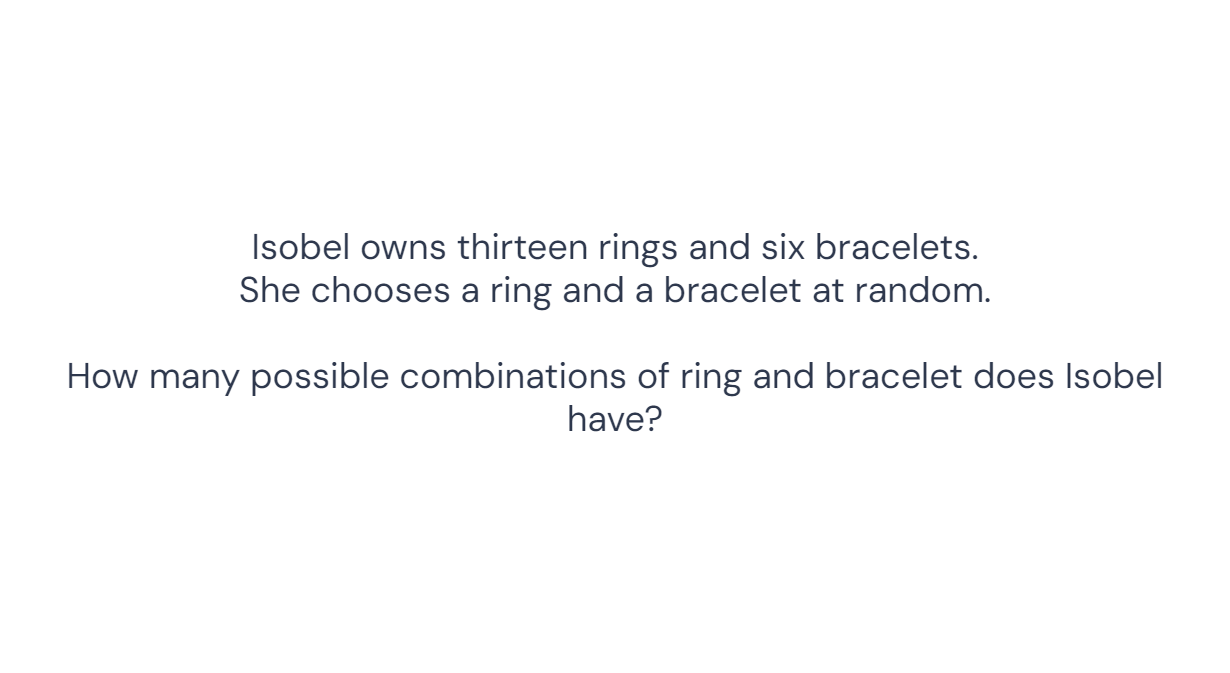 Isobel owns thirteen rings and six bracelets.
She chooses a ring and a bracelet at random.
How many possible combinations of ring and bracelet does Isobel
have?